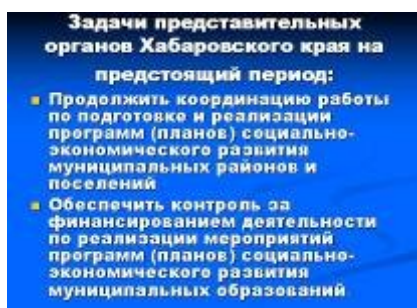 Задачи представительных
органов Хабаровского края на
предстоящий период:
Продолжить координацию работы
по подготовке и реализации
программ (планов) социально-
экономического развития
муниципальных районов и
поселений
Обеспечить контроль за
финансированием деятельности
по реализации мероприятий
программ (планов) социально-
экономического развития
муниципальных образований